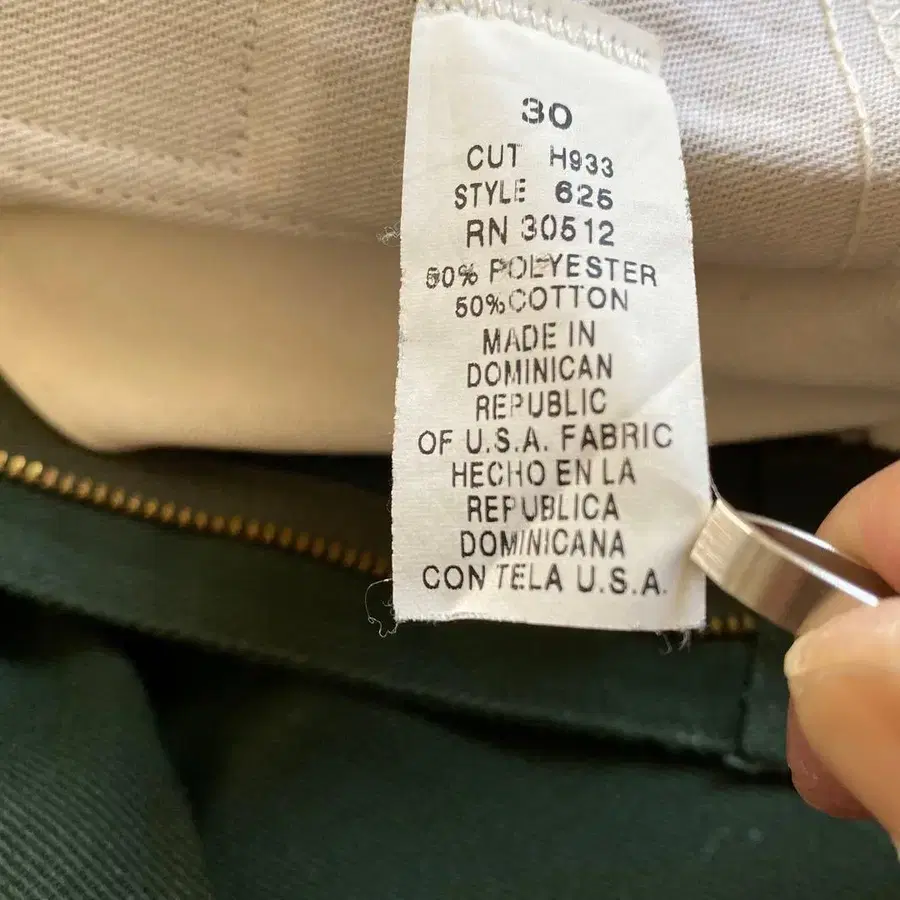 30
CUT H933
STYLE 625
RN 30512
50% POLYESTER
50% COTTON
MADE IN
DOMINICAN
REPUBLIC
OF U.S.A. FABRIC
HECHO EN LA
REPUBLICA
DOMINICANA
CON TELA U.S.A.